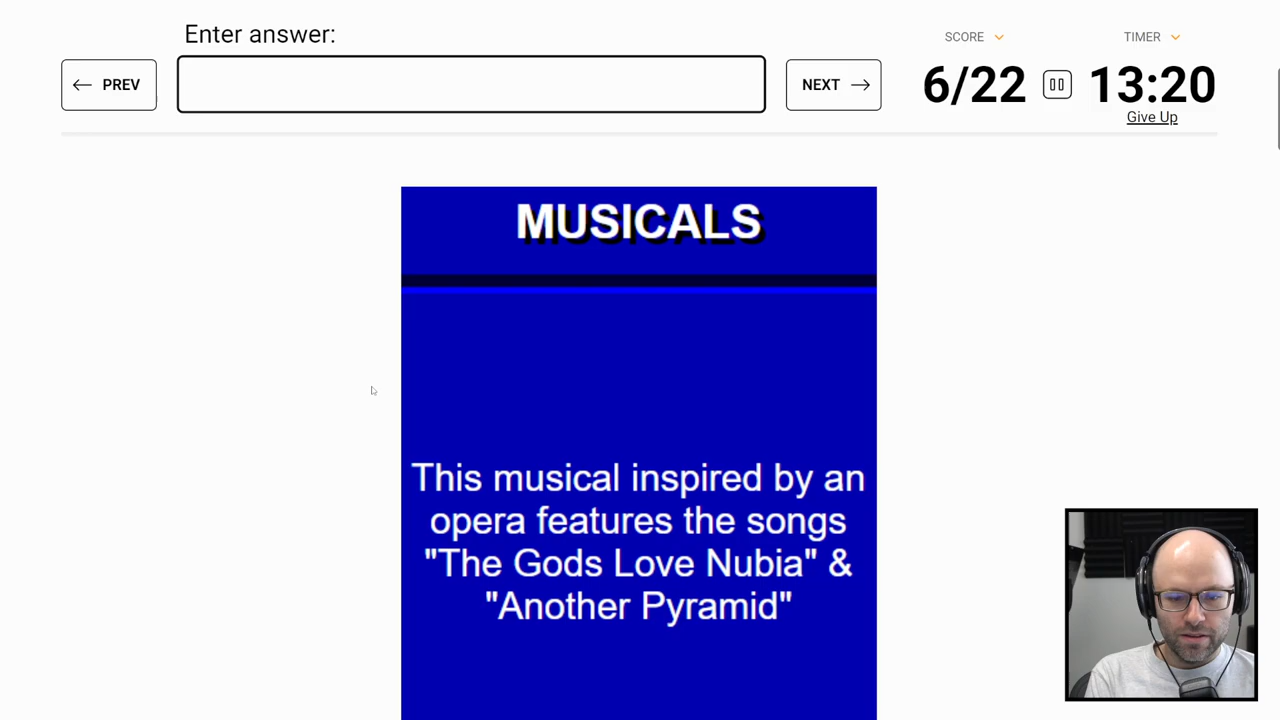 Enter answer:
PREV
NEXT
SCORE
6/22
TIMER
13:20
Give Up
MUSICALS
This musical inspired by an
opera features the songs
"The Gods Love Nubia" &
"Another Pyramid"